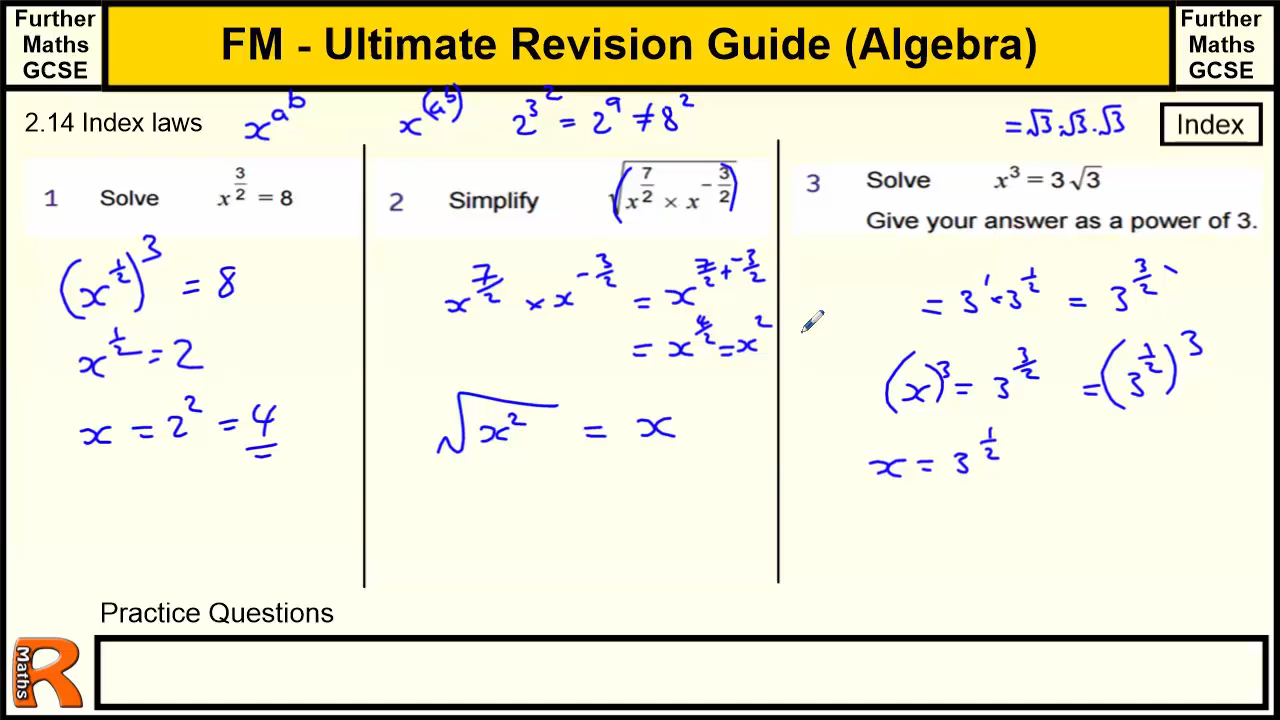 Further
Maths
GCSE
FM - Ultimate Revision Guide (Algebra)
Further
Maths
GCSE
2.14 Index laws
x^a^b
x^(a^b)
2^3^2 = 2^9 ≠ 8^2
= √3 · √3 · √3
Index
1 Solve x^(3/2) = 8
(x^(1/2))^3 = 8
x^(1/2) = 2
x = 2^2 = 4
2 Simplify √(x^(7/2) × x^(-3/2))
x^(7/2) × x^(-3/2) = x^(7/2 + -3/2)
= x^(4/2) = x^2
√(x^2) = x
3 Solve x^3 = 3√3
Give your answer as a power of 3.
= 3^1 × 3^(1/2) = 3^(3/2)
(x)^3 = 3^(3/2) = (3^(1/2))^3
x = 3^(1/2)
Practice Questions
R
Maths